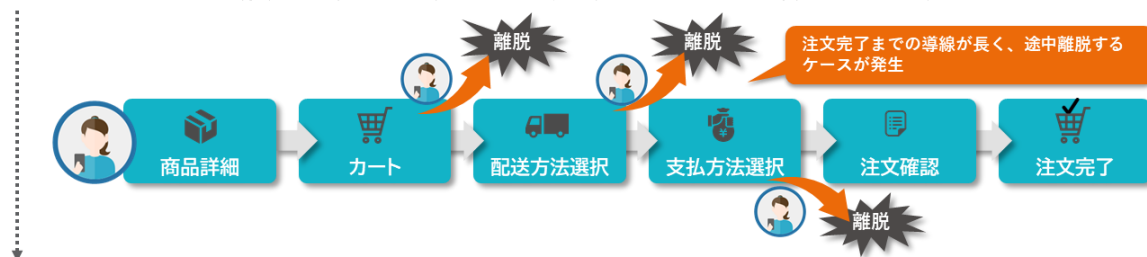 離脱
離脱
注文完了までの導線が長く、途中離脱する
ケースが発生
商品詳細
カート
配送方法選択
支払方法選択
注文確認
注文完了
離脱